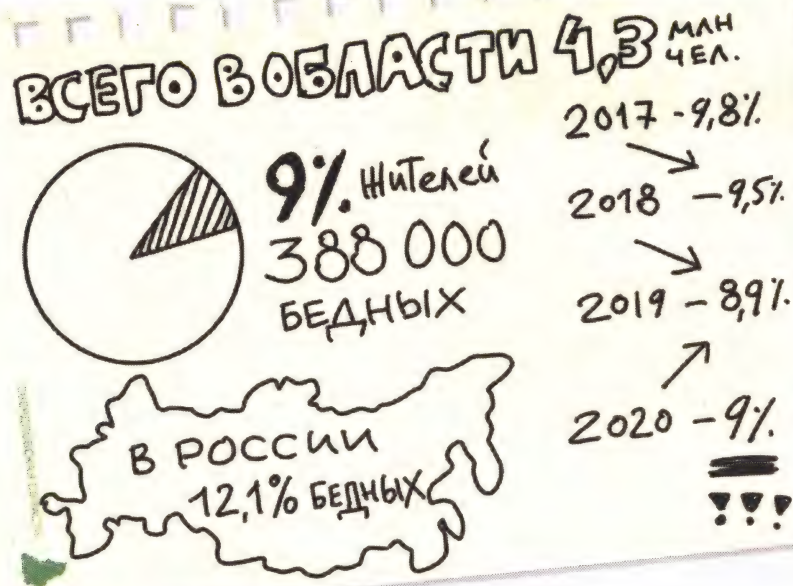 ВСЕГО В ОБЛАСТИ 4,3 МЛН ЧЕЛ.
9% жителей
388 000
БЕДНЫХ
2017 - 9,8%
2018 - 9,5%
2019 - 8,9%
2020 - 9%
!!!
В РОССИИ
12,1% БЕДНЫХ